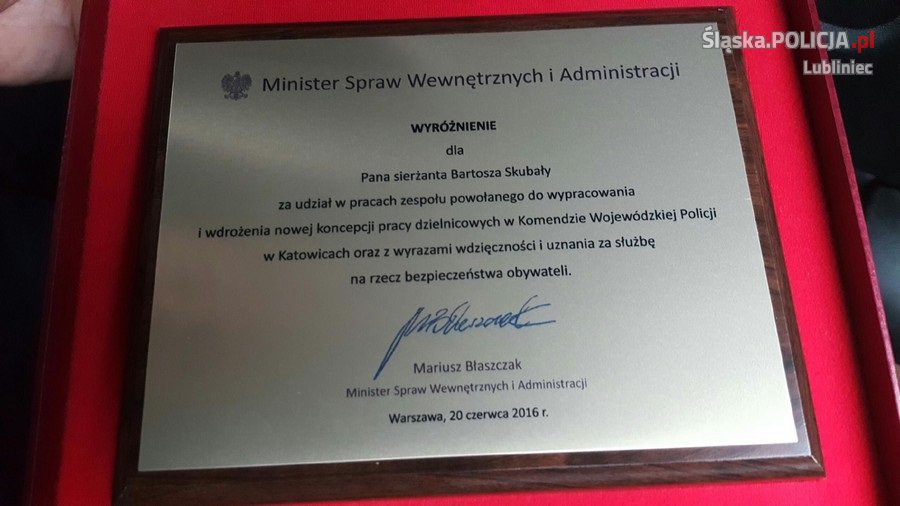 Śląska.POLICJA.pl
Lubliniec
Minister Spraw Wewnętrznych i Administracji
WYRÓŻNIENIE
dla
Pana sierżanta Bartosza Skubały
za udział w pracach zespołu powołanego do wypracowania
i wdrożenia nowej koncepcji pracy dzielnicowych w Komendzie Wojewódzkiej Policji
w Katowicach oraz z wyrazami wdzięczności i uznania za służbę
na rzecz bezpieczeństwa obywateli.
Mariusz Błaszczak
Minister Spraw Wewnętrznych i Administracji
Warszawa, 20 czerwca 2016 r.